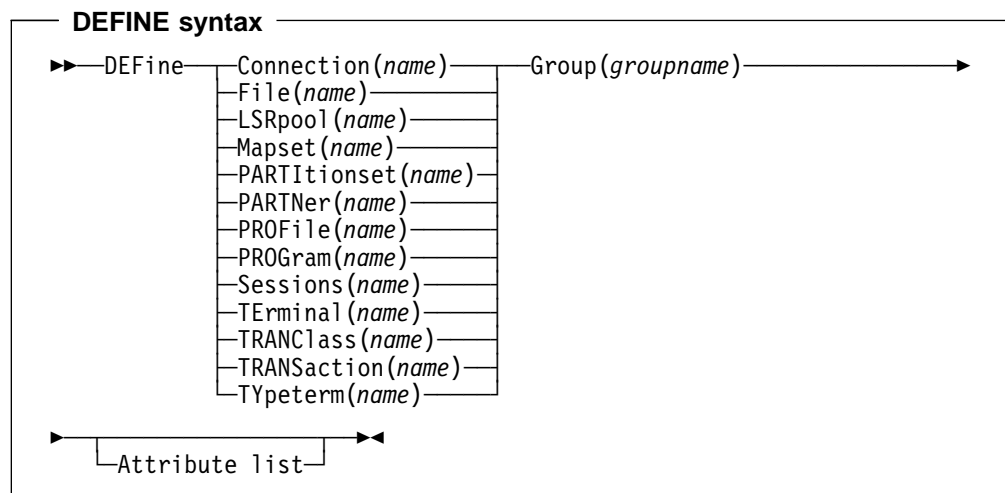 DEFINE syntax
DEFine Connection(name) Group(groupname)
File(name)
LSRpool(name)
Mapset(name)
PARTItionset(name)
PARTNer(name)
PROFile(name)
PROGram(name)
Sessions(name)
TErminal(name)
TRANClass(name)
TRANSaction(name)
TYpeterm(name)
Attribute list